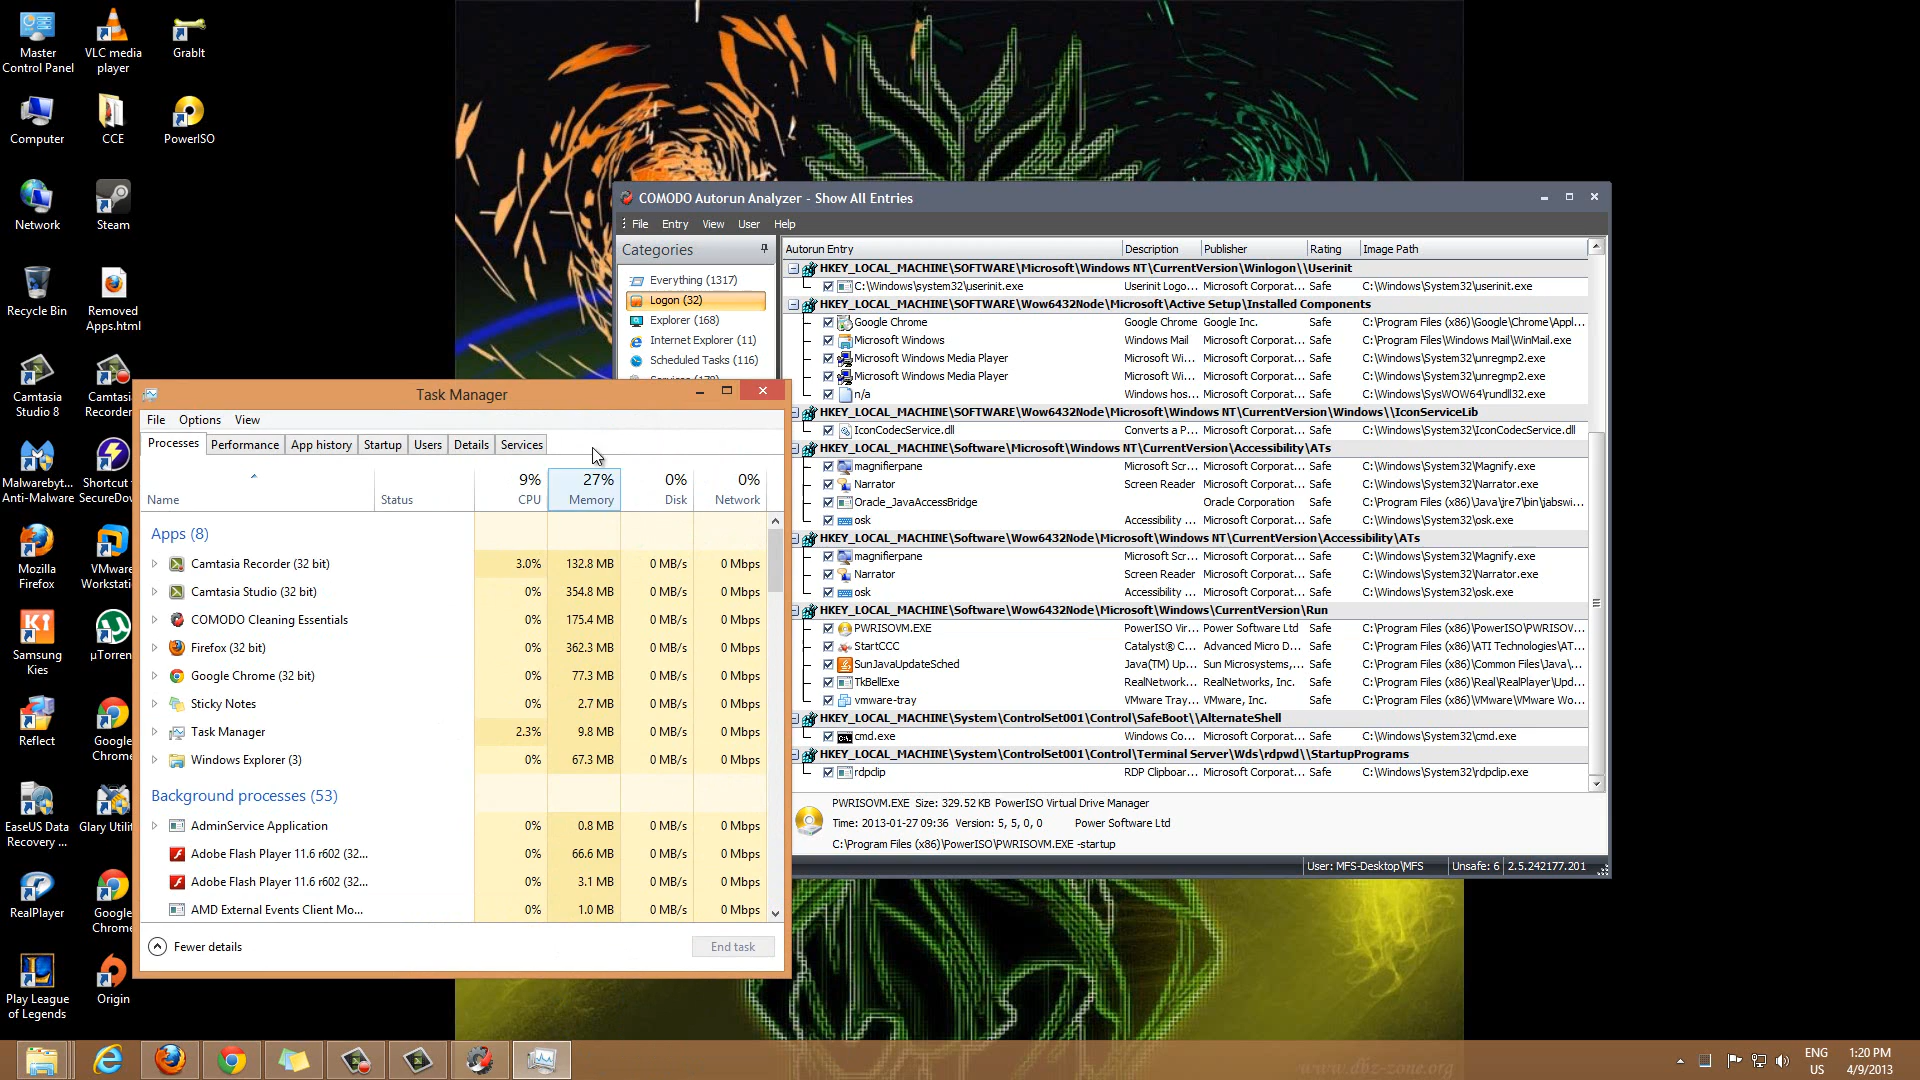 Master
Control Panel
VLC media
player
GrabIt
Computer
CCE
PowerISO
Network
Steam
Recycle Bin
Removed
Apps.html
Camtasia
Studio 8
Camtas
Recorde
Malwarebyt...
Anti-Malware
Shortcut
SecureDov
Mozilla
Firefox
VMware
Workstati
Samsung
Kies
µTorren
Reflect
Google
Chrome
EaseUS Data
Recovery ...
Glary Utilit
RealPlayer
Google
Chrome
Play League
of Legends
Origin
COMODO Autorun Analyzer - Show All Entries
File Entry View User Help
Categories
Everything (1317)
Logon (32)
Explorer (168)
Internet Explorer (11)
Scheduled Tasks (116)
Autorun Entry Description Publisher Rating Image Path
HKEY_LOCAL_MACHINE\SOFTWARE\Microsoft\Windows NT\CurrentVersion\Winlogon\\Userinit
C:\Windows\system32\userinit.exe Userinit Logo... Microsoft Corporat... Safe C:\Windows\System32\userinit.exe
HKEY_LOCAL_MACHINE\SOFTWARE\Wow6432Node\Microsoft\Active Setup\Installed Components
Google Chrome Google Chrome Google Inc. Safe C:\Program Files (x86)\Google\Chrome\Appl...
Microsoft Windows Windows Mail Microsoft Corporat... Safe C:\Program Files\Windows Mail\WinMail.exe
Microsoft Windows Media Player Microsoft Wi... Microsoft Corporat... Safe C:\Windows\System32\unregmp2.exe
Microsoft Windows Media Player Microsoft Wi... Microsoft Corporat... Safe C:\Windows\System32\unregmp2.exe
n/a Windows hos... Microsoft Corporat... Safe C:\Windows\SysWOW64\rundll32.exe
HKEY_LOCAL_MACHINE\SOFTWARE\Wow6432Node\Microsoft\Windows NT\CurrentVersion\Windows\\IconServiceLib
IconCodecService.dll Converts a P... Microsoft Corporat... Safe C:\Windows\System32\IconCodecService.dll
HKEY_LOCAL_MACHINE\Software\Microsoft\Windows NT\CurrentVersion\Accessibility\ATs
magnifierpane Microsoft Scr... Microsoft Corporat... Safe C:\Windows\System32\Magnify.exe
Narrator Screen Reader Microsoft Corporat... Safe C:\Windows\System32\Narrator.exe
Oracle_JavaAccessBridge Oracle Corporation Safe C:\Program Files (x86)\Java\jre7\bin\jabswi...
osk Accessibility ... Microsoft Corporat... Safe C:\Windows\System32\osk.exe
HKEY_LOCAL_MACHINE\Software\Wow6432Node\Microsoft\Windows NT\CurrentVersion\Accessibility\ATs
magnifierpane Microsoft Scr... Microsoft Corporat... Safe C:\Windows\System32\Magnify.exe
Narrator Screen Reader Microsoft Corporat... Safe C:\Windows\System32\Narrator.exe
osk Accessibility ... Microsoft Corporat... Safe C:\Windows\System32\osk.exe
HKEY_LOCAL_MACHINE\Software\Wow6432Node\Microsoft\Windows\CurrentVersion\Run
PWRISOVM.EXE PowerISO Vir... Power Software Ltd Safe C:\Program Files (x86)\PowerISO\PWRISOV...
StartCCC Catalyst® C... Advanced Micro D... Safe C:\Program Files (x86)\ATI Technologies\AT...
SunJavaUpdateSched Java(TM) Up... Sun Microsystems,... Safe C:\Program Files (x86)\Common Files\Java\...
TkBellExe RealNetwork... RealNetworks, Inc. Safe C:\Program Files (x86)\Real\RealPlayer\Upd...
vmware-tray VMware Tray... VMware, Inc. Safe C:\Program Files (x86)\VMware\VMware Wo...
HKEY_LOCAL_MACHINE\System\ControlSet001\Control\SafeBoot\\AlternateShell
cmd.exe Windows Co... Microsoft Corporat... Safe C:\Windows\System32\cmd.exe
HKEY_LOCAL_MACHINE\System\ControlSet001\Control\Terminal Server\Wds\rdpwd\\StartupPrograms
rdpclip RDP Clipboar... Microsoft Corporat... Safe C:\Windows\System32\rdpclip.exe
PWRISOVM.EXE Size: 329.52 KB PowerISO Virtual Drive Manager
Time: 2013-01-27 09:36 Version: 5, 5, 0, 0 Power Software Ltd
C:\Program Files (x86)\PowerISO\PWRISOVM.EXE -startup
User: MFS-Desktop\MFS Unsafe: 6 2.5.242177.201
Task Manager
File Options View
Processes Performance App history Startup Users Details Services
9% 27% 0% 0%
Name Status CPU Memory Disk Network
Apps (8)
Camtasia Recorder (32 bit) 3.0% 132.8 MB 0 MB/s 0 Mbps
Camtasia Studio (32 bit) 0% 354.8 MB 0 MB/s 0 Mbps
COMODO Cleaning Essentials 0% 175.4 MB 0 MB/s 0 Mbps
Firefox (32 bit) 0% 362.3 MB 0 MB/s 0 Mbps
Google Chrome (32 bit) 0% 77.3 MB 0 MB/s 0 Mbps
Sticky Notes 0% 2.7 MB 0 MB/s 0 Mbps
Task Manager 2.3% 9.8 MB 0 MB/s 0 Mbps
Windows Explorer (3) 0% 67.3 MB 0 MB/s 0 Mbps
Background processes (53)
AdminService Application 0% 0.8 MB 0 MB/s 0 Mbps
Adobe Flash Player 11.6 r602 (32... 0% 66.6 MB 0 MB/s 0 Mbps
Adobe Flash Player 11.6 r602 (32... 0% 3.1 MB 0 MB/s 0 Mbps
AMD External Events Client Mo... 0% 1.0 MB 0 MB/s 0 Mbps
Fewer details End task
www.dbz-zone.org
ENG
US
1:20 PM
4/9/2013